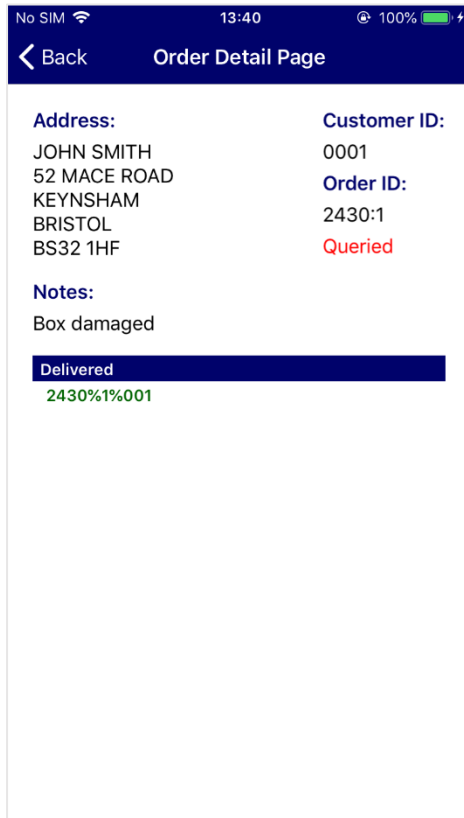 No SIM 13:40 100%
Back Order Detail Page
Address:
JOHN SMITH
52 MACE ROAD
KEYNSHAM
BRISTOL
BS32 1HF
Customer ID:
0001
Order ID:
2430:1
Queried
Notes:
Box damaged
Delivered
2430%1%001